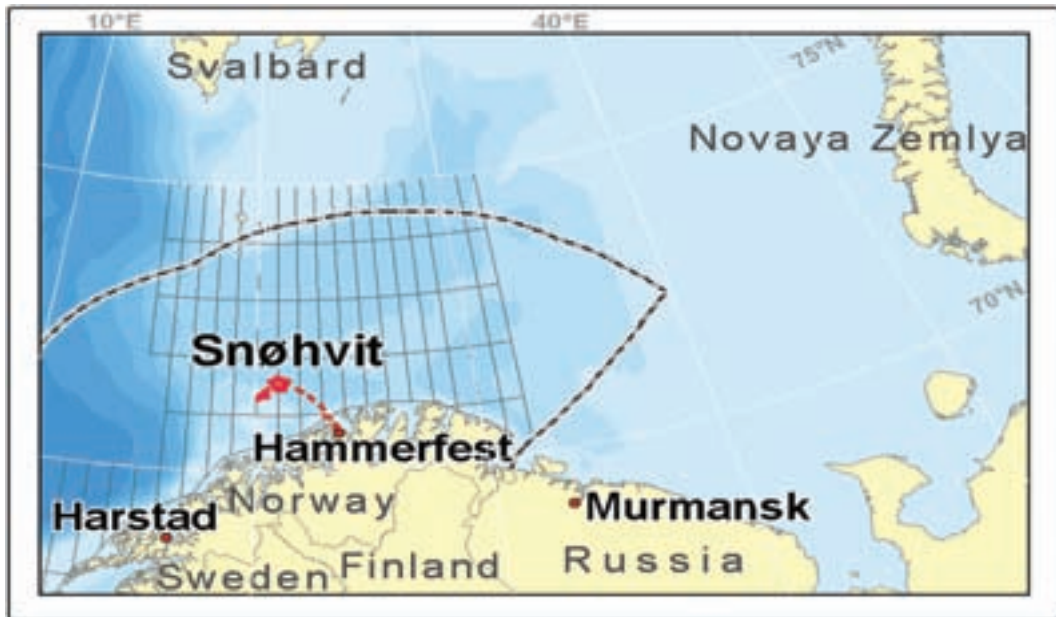 10°E
40°E
Svalbard
75°N
Novaya Zemlya
70°N
Snøhvit
Hammerfest
Norway
Harstad
Murmansk
Sweden
Finland
Russia